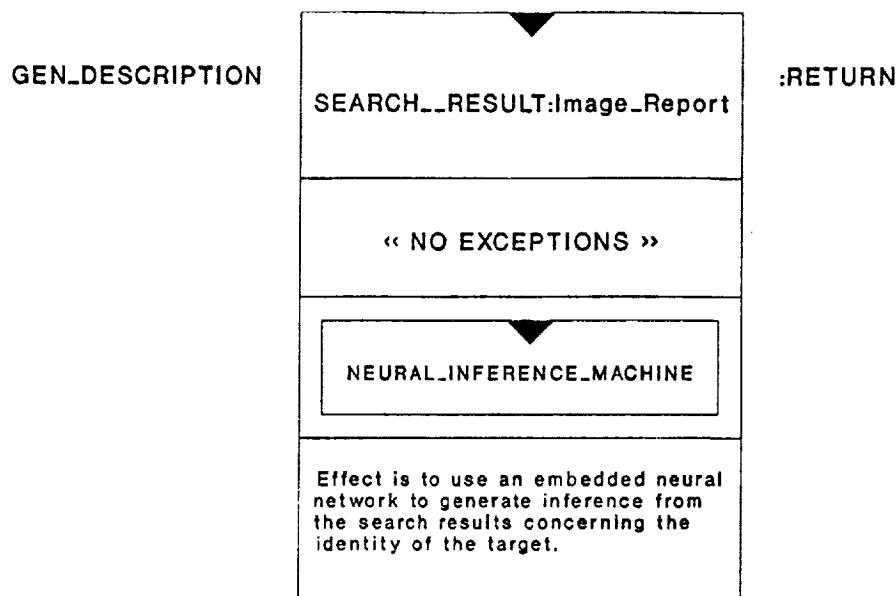 GEN_DESCRIPTION
:RETURN
SEARCH__RESULT:Image_Report
‹‹ NO EXCEPTIONS ››
NEURAL_INFERENCE_MACHINE
Effect is to use an embedded neural
network to generate inference from
the search results concerning the
identity of the target.